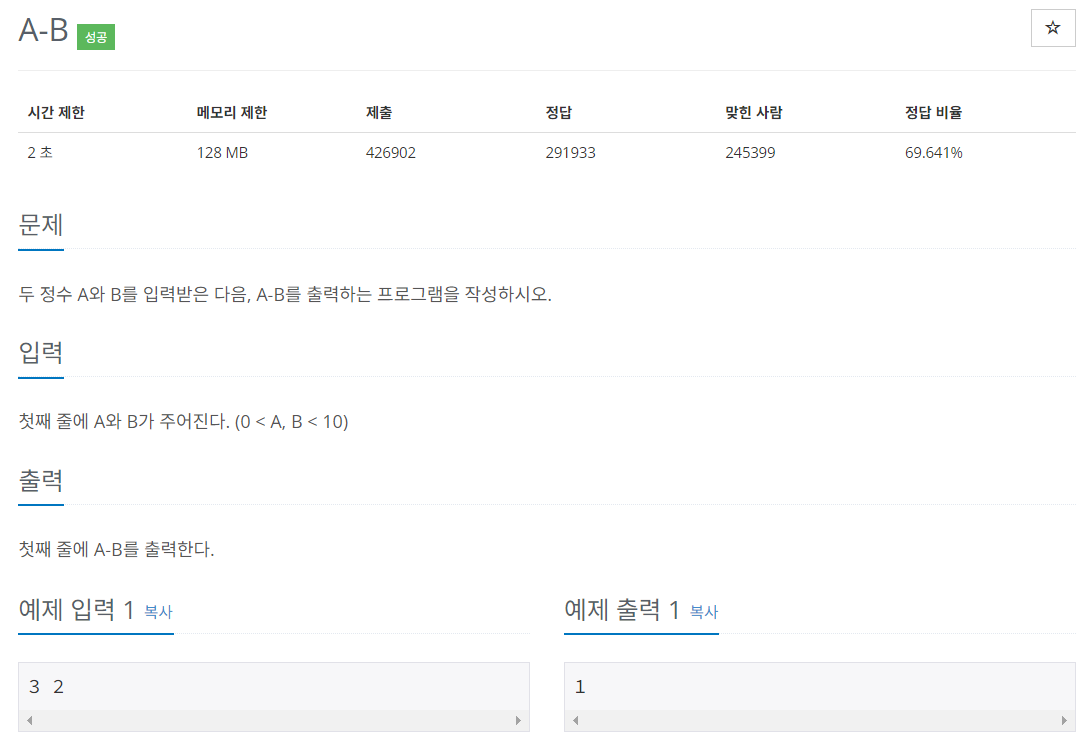 A-B 성공
시간 제한 메모리 제한 제출 정답 맞힌 사람 정답 비율
2 초 128 MB 426902 291933 245399 69.641%
문제
두 정수 A와 B를 입력받은 다음, A-B를 출력하는 프로그램을 작성하시오.
입력
첫째 줄에 A와 B가 주어진다. (0 < A, B < 10)
출력
첫째 줄에 A-B를 출력한다.
예제 입력 1 복사
3 2
예제 출력 1 복사
1